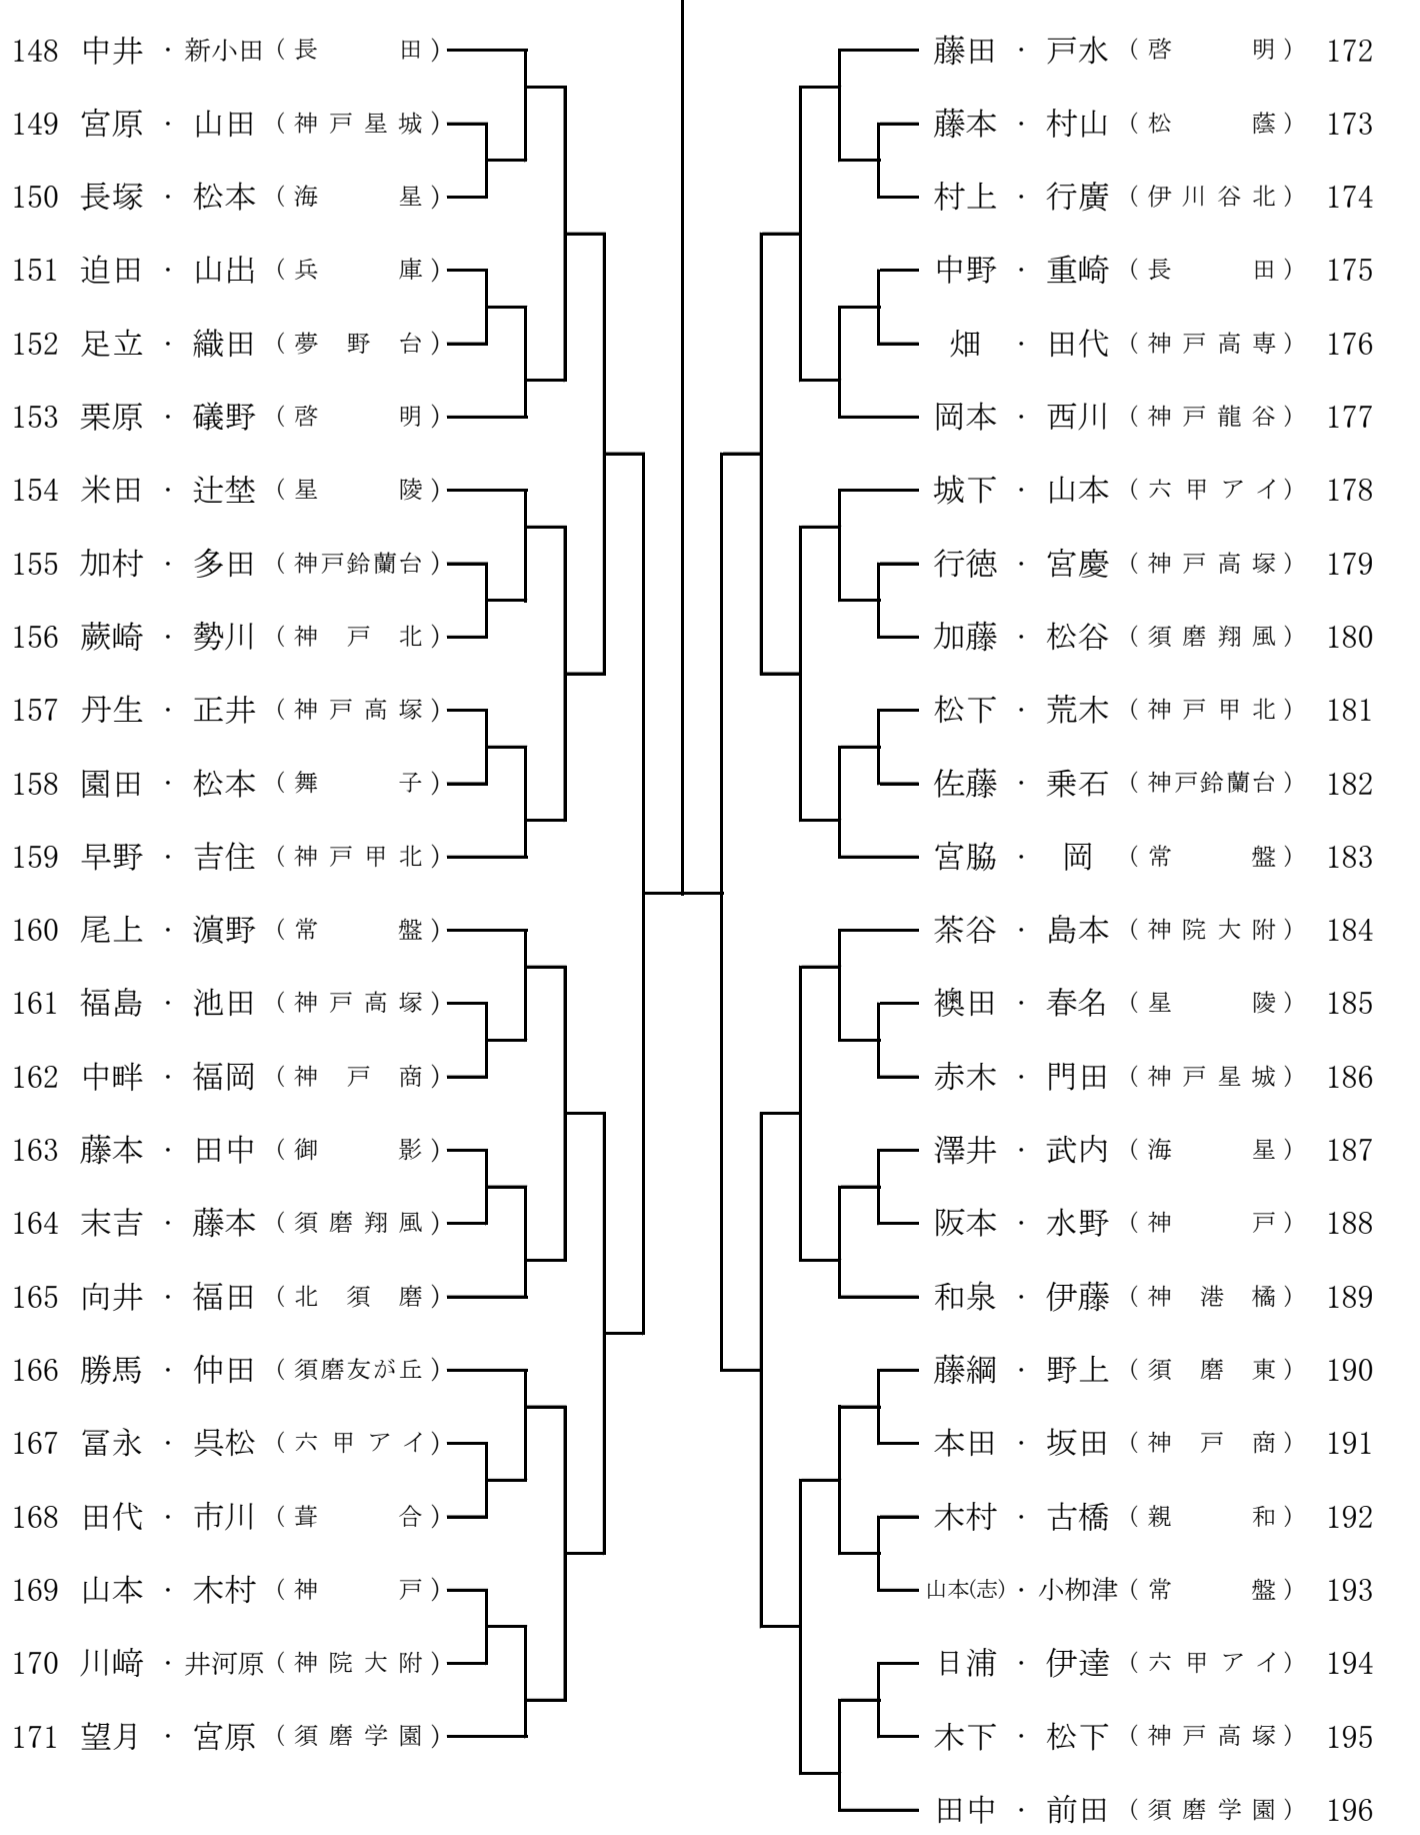 148 中井 ・ 新小田 ( 長 田 )
149 宮原 ・ 山田 ( 神 戸 星 城 )
150 長塚 ・ 松本 ( 海 星 )
151 迫田 ・ 山出 ( 兵 庫 )
152 足立 ・ 織田 ( 夢 野 台 )
153 栗原 ・ 礒野 ( 啓 明 )
154 米田 ・ 辻埜 ( 星 陵 )
155 加村 ・ 多田 ( 神戸鈴蘭台 )
156 蕨崎 ・ 勢川 ( 神 戸 北 )
157 丹生 ・ 正井 ( 神 戸 高 塚 )
158 園田 ・ 松本 ( 舞 子 )
159 早野 ・ 吉住 ( 神 戸 甲 北 )
160 尾上 ・ 濵野 ( 常 盤 )
161 福島 ・ 池田 ( 神 戸 高 塚 )
162 中畔 ・ 福岡 ( 神 戸 商 )
163 藤本 ・ 田中 ( 御 影 )
164 末吉 ・ 藤本 ( 須 磨 翔 風 )
165 向井 ・ 福田 ( 北 須 磨 )
166 勝馬 ・ 仲田 ( 須磨友が丘 )
167 冨永 ・ 呉松 ( 六 甲 ア イ )
168 田代 ・ 市川 ( 葺 合 )
169 山本 ・ 木村 ( 神 戸 )
170 川﨑 ・ 井河原 ( 神 院 大 附 )
171 望月 ・ 宮原 ( 須 磨 学 園 )
藤田 ・ 戸水 ( 啓 明 ) 172
藤本 ・ 村山 ( 松 蔭 ) 173
村上 ・ 行廣 ( 伊 川 谷 北 ) 174
中野 ・ 重崎 ( 長 田 ) 175
畑 ・ 田代 ( 神 戸 高 専 ) 176
岡本 ・ 西川 ( 神 戸 龍 谷 ) 177
城下 ・ 山本 ( 六 甲 ア イ ) 178
行徳 ・ 宮慶 ( 神 戸 高 塚 ) 179
加藤 ・ 松谷 ( 須 磨 翔 風 ) 180
松下 ・ 荒木 ( 神 戸 甲 北 ) 181
佐藤 ・ 乗石 ( 神戸鈴蘭台 ) 182
宮脇 ・ 岡 ( 常 盤 ) 183
茶谷 ・ 島本 ( 神 院 大 附 ) 184
襖田 ・ 春名 ( 星 陵 ) 185
赤木 ・ 門田 ( 神 戸 星 城 ) 186
澤井 ・ 武内 ( 海 星 ) 187
阪本 ・ 水野 ( 神 戸 ) 188
和泉 ・ 伊藤 ( 神 港 橘 ) 189
藤綱 ・ 野上 ( 須 磨 東 ) 190
本田 ・ 坂田 ( 神 戸 商 ) 191
木村 ・ 古橋 ( 親 和 ) 192
山本(志) ・ 小栁津 ( 常 盤 ) 193
日浦 ・ 伊達 ( 六 甲 ア イ ) 194
木下 ・ 松下 ( 神 戸 高 塚 ) 195
田中 ・ 前田 ( 須 磨 学 園 ) 196